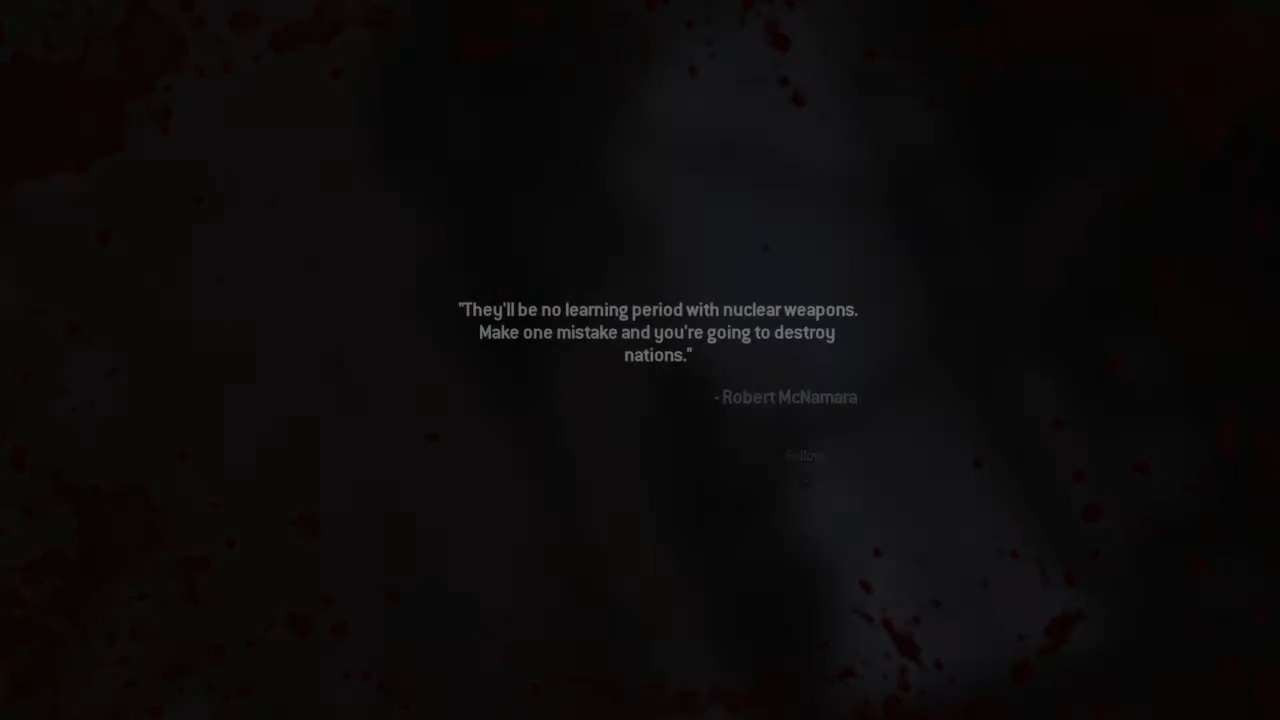 "They'll be no learning period with nuclear weapons.
Make one mistake and you're going to destroy
nations."
- Robert McNamara
Follow